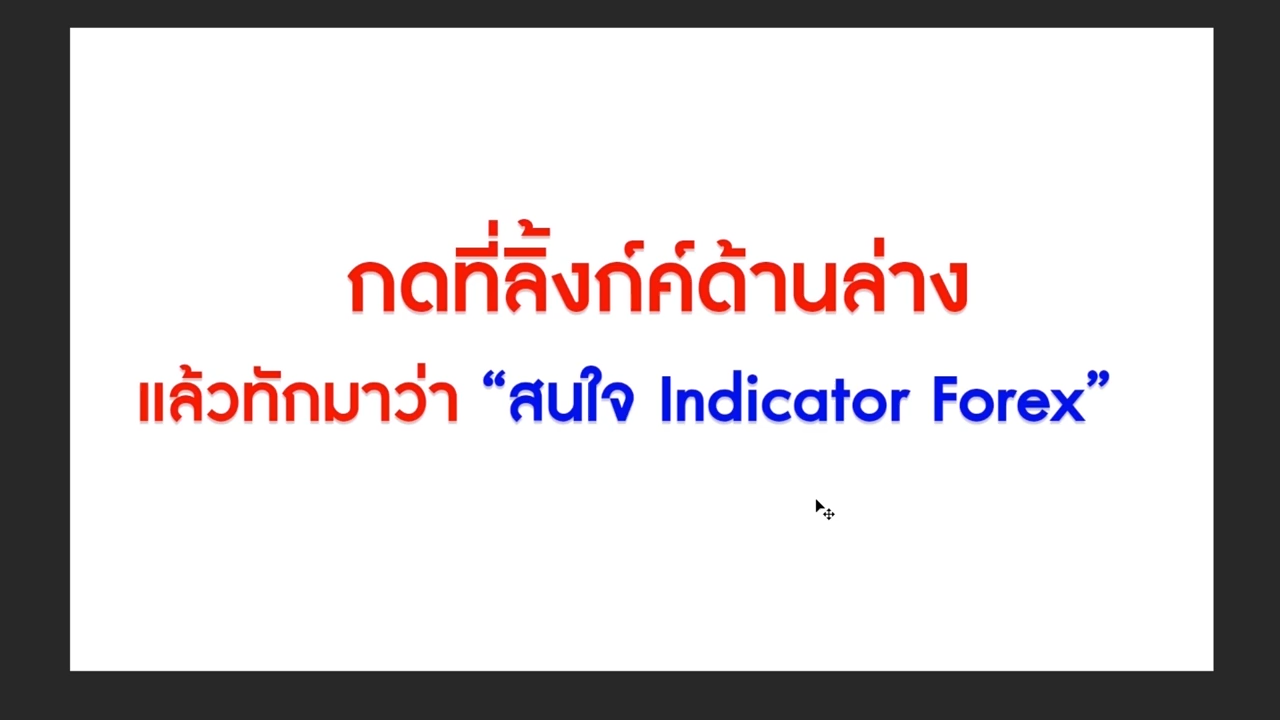 กดที่ลิ้งก์ค์ด้านล่าง
แล้วทักมาว่า “สนใจ Indicator Forex”